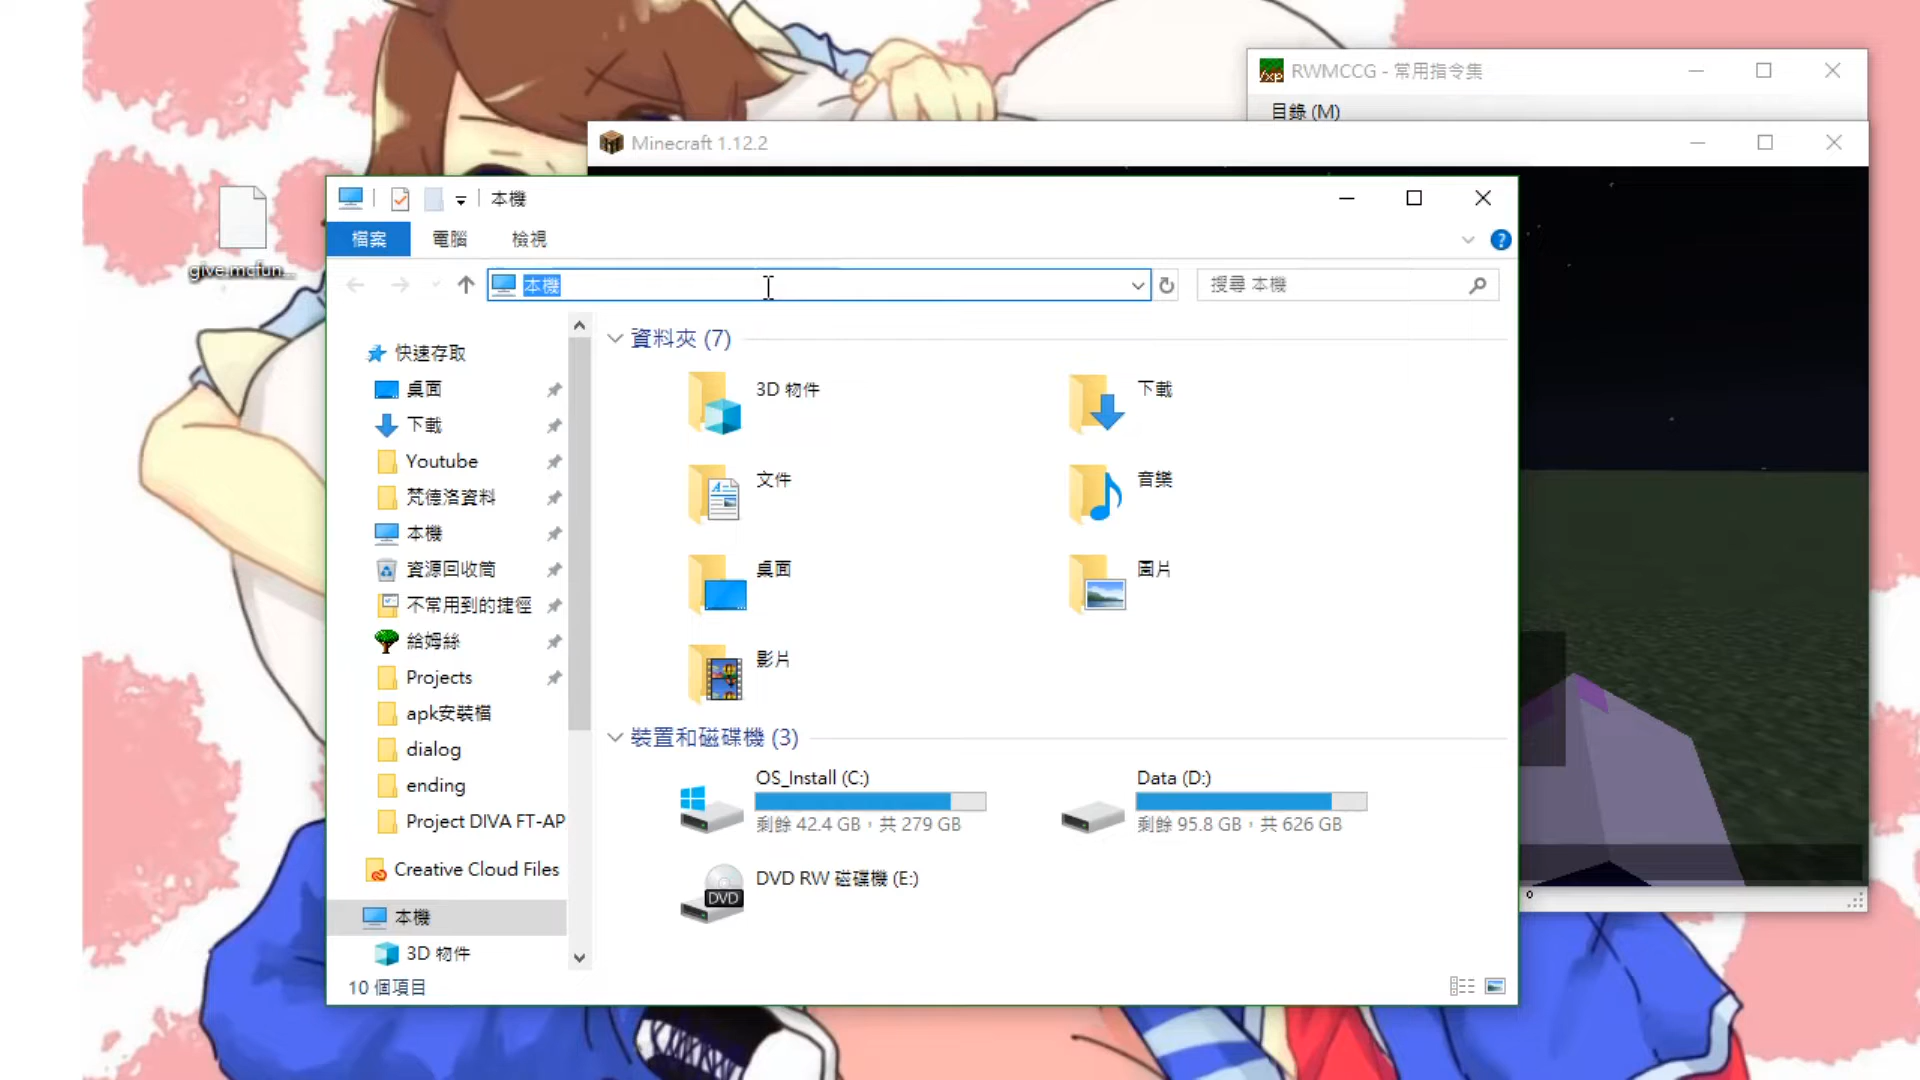 RWMCCG - 常用指令集
目錄 (M)
Minecraft 1.12.2
本機
檔案
電腦
檢視
本機
搜尋 本機
give.mcfun...
快速存取
桌面
下載
Youtube
梵德洛資料
本機
資源回收筒
不常用到的捷徑
給姆絲
Projects
apk安裝檔
dialog
ending
Project DIVA FT-AP
Creative Cloud Files
本機
3D 物件
資料夾 (7)
3D 物件
下載
文件
音樂
桌面
圖片
影片
裝置和磁碟機 (3)
OS_Install (C:)
剩餘 42.4 GB，共 279 GB
Data (D:)
剩餘 95.8 GB，共 626 GB
DVD
DVD RW 磁碟機 (E:)
10 個項目